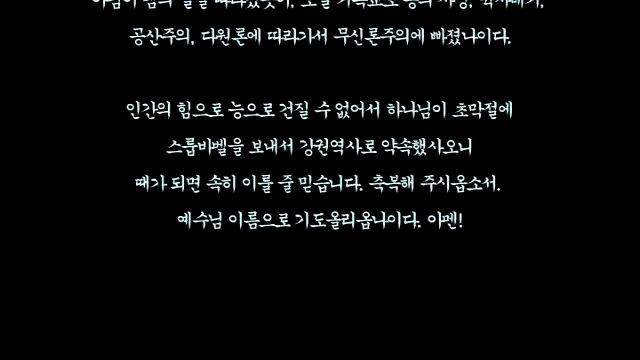 공산주의, 다원론에 따라가서 무신론주의에 빠졌나이다.
인간의 힘으로 능으로 건질 수 없어서 하나님이 초막절에
스룹바벨을 보내서 강권역사로 약속했사오니
때가 되면 속히 이룰 줄 믿습니다. 축복해 주시옵소서.
예수님 이름으로 기도올리옵나이다. 아멘!